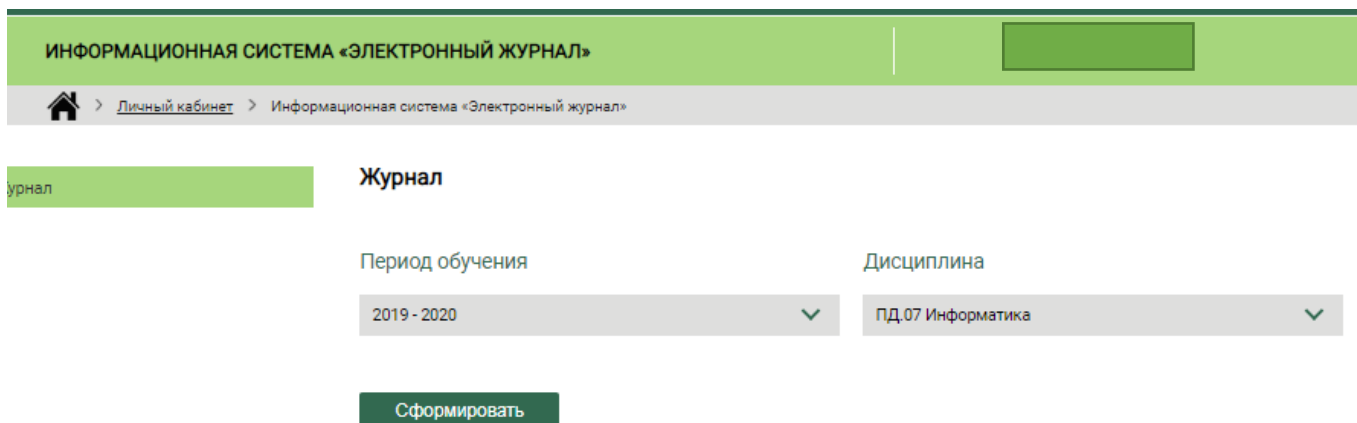 ИНФОРМАЦИОННАЯ СИСТЕМА «ЭЛЕКТРОННЫЙ ЖУРНАЛ»
> Личный кабинет > Информационная система «Электронный журнал»
урнал
Журнал
Период обучения
Дисциплина
2019 - 2020
ПД.07 Информатика
Сформировать